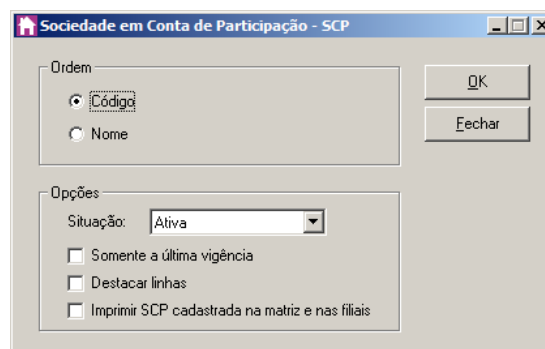 Sociedade em Conta de Participação - SCP
Ordem
Código
Nome
OK
Fechar
Opções
Situação: Ativa
Somente a última vigência
Destacar linhas
Imprimir SCP cadastrada na matriz e nas filiais